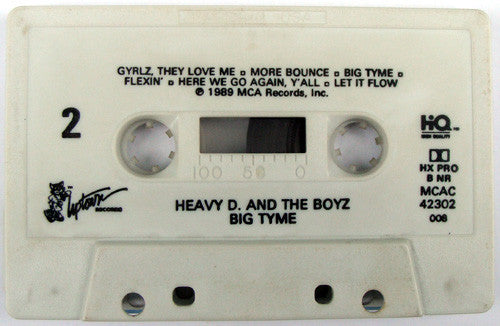 GYRLZ, THEY LOVE ME ▪ MORE BOUNCE ▪ BIG TYME ▪
FLEXIN' ▪ HERE WE GO AGAIN, Y'ALL ▪ LET IT FLOW
℗ 1989 MCA Records, Inc.
2
HQ
HIGH QUALITY
100 50 0
HX PRO
B NR
MCAC
42302
008
Uptown
RECORDS
HEAVY D. AND THE BOYZ
BIG TYME